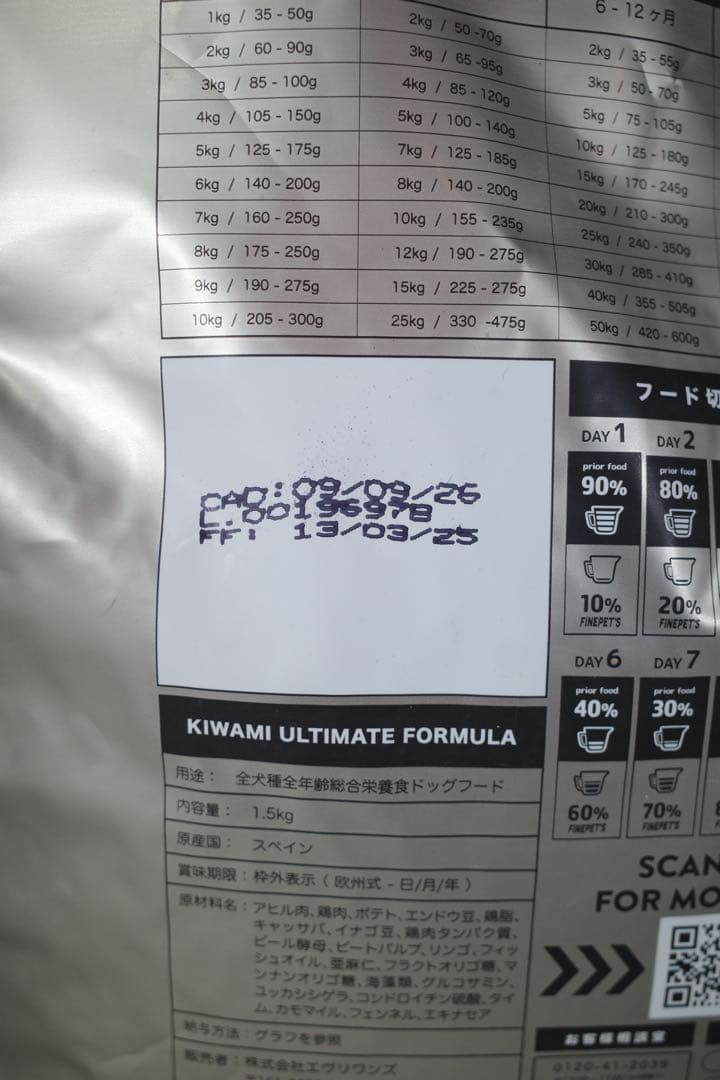 6 - 12 ヶ月
1kg / 35 - 50g
2kg / 50 -70g
2kg / 35 - 55g
2kg / 60 - 90g
3kg / 65 -95g
3kg / 50 - 70g
3kg / 85 - 100g
4kg / 85 - 120g
5kg / 75 - 105g
4kg / 105 - 150g
5kg / 100 - 140g
10kg / 125 - 180g
5kg / 125 - 175g
7kg / 125 - 185g
15kg / 170 - 245g
6kg / 140 - 200g
8kg / 140 - 200g
20kg / 210 - 300g
7kg / 160 - 250g
10kg / 155 - 235g
25kg / 240 - 350g
8kg / 175 - 250g
12kg / 190 - 275g
30kg / 285 - 410g
9kg / 190 - 275g
15kg / 225 - 275g
40kg / 355 - 505g
10kg / 205 - 300g
25kg / 330 -475g
50kg / 420 - 600g
CAD:09/09/26
L.00196978
FF: 13/03/25
フード切
DAY 1
DAY 2
prior food
90%
prior food
80%
10%
FINEPET'S
20%
FINEPET'S
DAY 6
DAY 7
prior food
40%
prior food
30%
60%
FINEPET'S
70%
FINEPET'S
SCAN
FOR MO
KIWAMI ULTIMATE FORMULA
用途： 全犬種全年齢総合栄養食ドッグフード
内容量： 1.5kg
原産国： スペイン
賞味期限：枠外表示（ 欧州式 - 日/月/年 ）
原材料名：アヒル肉、鶏肉、ポテト、エンドウ豆、鶏脂、
キャッサバ、イナゴ豆、鶏肉タンパク質、
ビール酵母、ビートパルプ、リンゴ、フィッ
シュオイル、亜麻仁、フラクトオリゴ糖、マ
ンナンオリゴ糖、海藻類、グルコサミン、
ユッカシジゲラ、コンドロイチン硫酸、タイ
ム、カモマイル、フェンネル、エキナセア
給与方法：グラフを参照
販売者：株式会社エヴリワンズ
お客様相談室
0120-41-2039